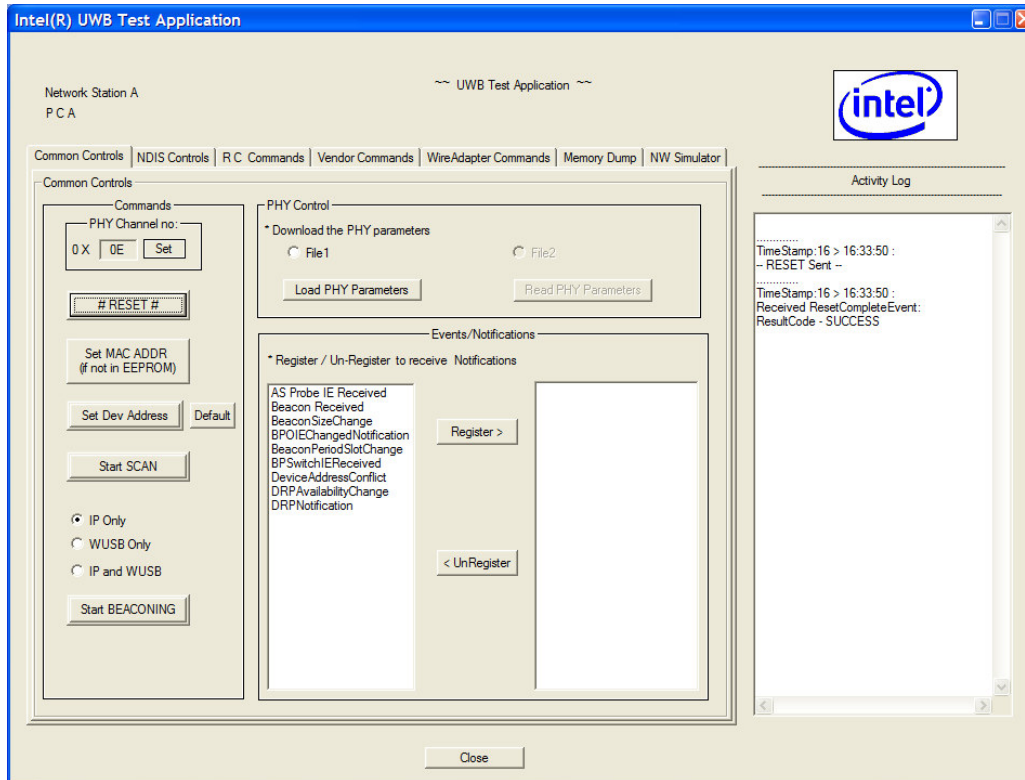 Intel(R) UWB Test Application
Network Station A
P C A
~~ UWB Test Application ~~
intel
Common Controls
NDIS Controls
R C Commands
Vendor Commands
WireAdapter Commands
Memory Dump
NW Simulator
Common Controls
Commands
PHY Channel no:
0 X 0E Set
# RESET #
Set MAC ADDR
(if not in EEPROM)
Set Dev Address
Default
Start SCAN
IP Only
WUSB Only
IP and WUSB
Start BEACONING
PHY Control
* Download the PHY parameters
File1
File2
Load PHY Parameters
Read PHY Parameters
Events/Notifications
* Register / Un-Register to receive Notifications
AS Probe IE Received
Beacon Received
BeaconSizeChange
BPOIEChangedNotification
BeaconPeriodSlotChange
BPSwitchIEReceived
DeviceAddressConflict
DRPAvailabilityChange
DRPNotification
Register >
< UnRegister
Activity Log
.............
TimeStamp:16 > 16:33:50 :
-- RESET Sent --
.............
TimeStamp:16 > 16:33:50 :
Received ResetCompleteEvent:
ResultCode - SUCCESS
Close